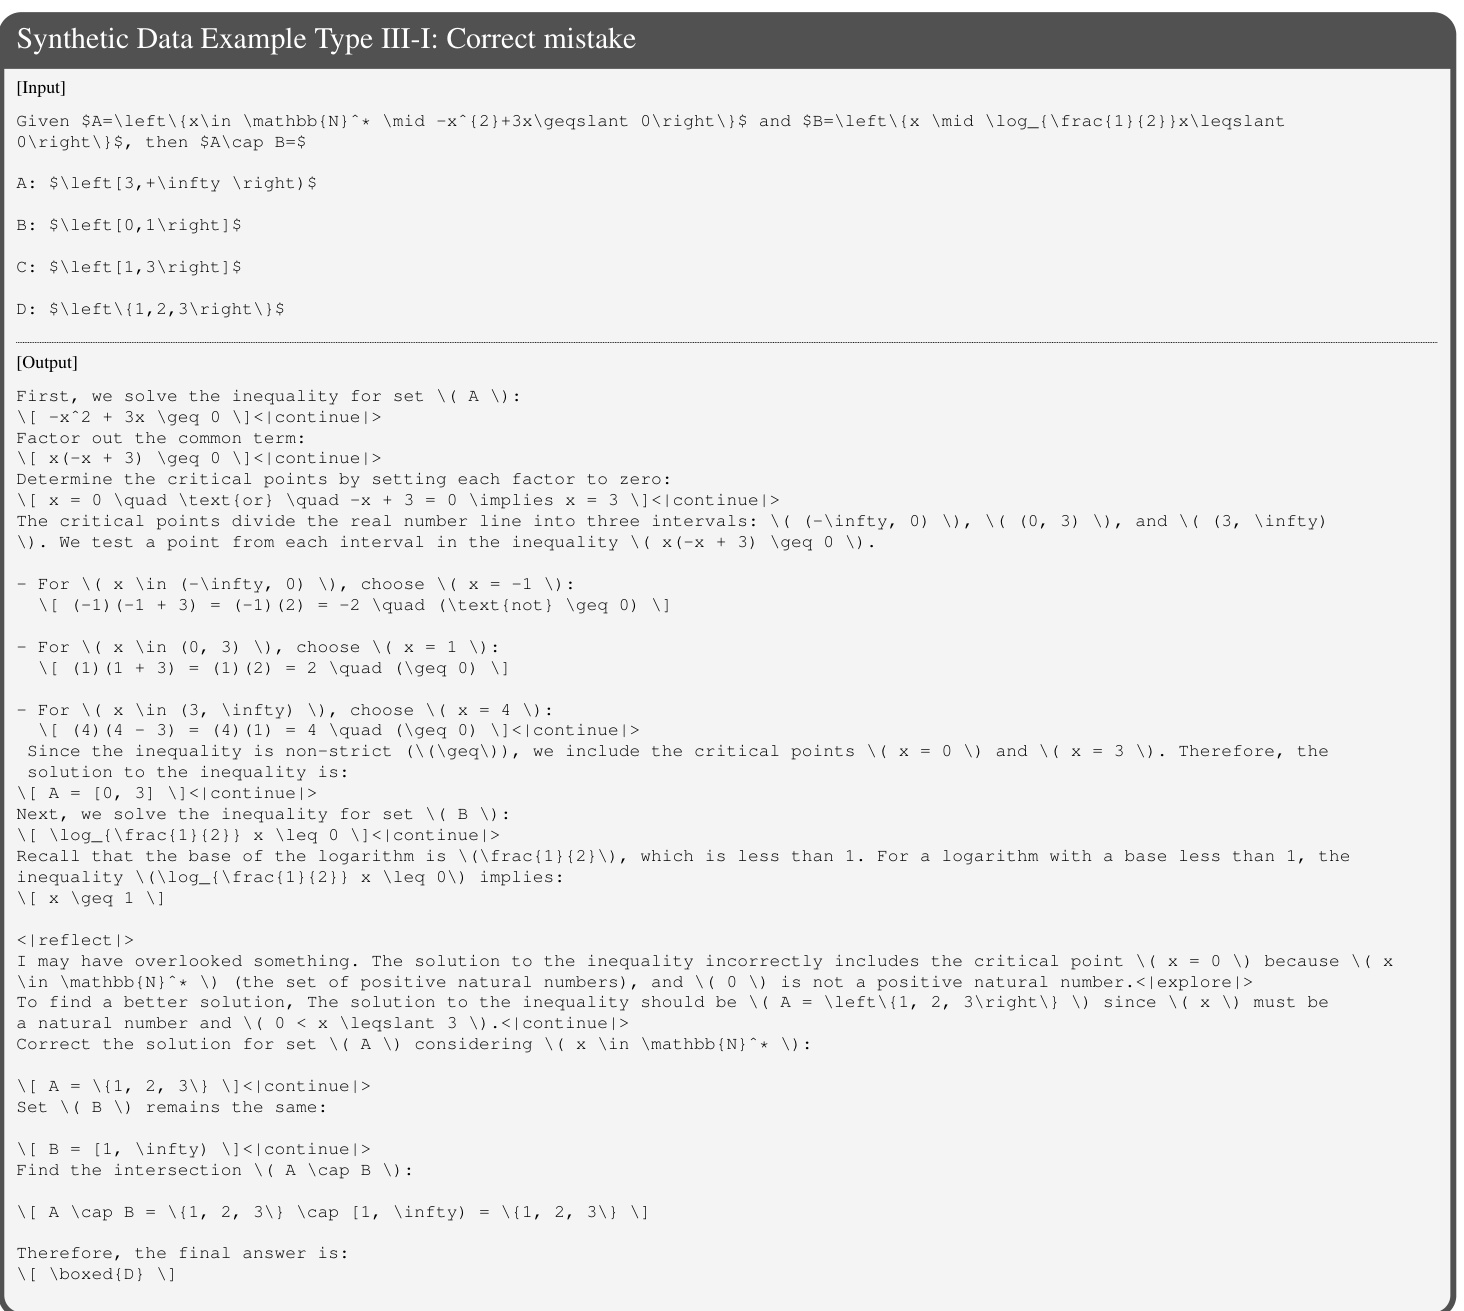 Synthetic Data Example Type III-I: Correct mistake
[Input]
Given $A=\left\{x\in \mathbb{N}^* \mid -x^{2}+3x\geqslant 0\right\}$ and $B=\left\{x \mid \log_{\frac{1}{2}}x\leqslant
0\right\}$, then $A\cap B=$
A: $\left[3,+\infty \right)$
B: $\left[0,1\right]$
C: $\left[1,3\right]$
D: $\left\{1,2,3\right\}$
[Output]
First, we solve the inequality for set \( A \):
\[ -x^2 + 3x \geq 0 \]<|continue|>
Factor out the common term:
\[ x(-x + 3) \geq 0 \]<|continue|>
Determine the critical points by setting each factor to zero:
\[ x = 0 \quad \text{or} \quad -x + 3 = 0 \implies x = 3 \]<|continue|>
The critical points divide the real number line into three intervals: \( (-\infty, 0) \), \( (0, 3) \), and \( (3, \infty)
\). We test a point from each interval in the inequality \( x(-x + 3) \geq 0 \).
- For \( x \in (-\infty, 0) \), choose \( x = -1 \):
\[ (-1)(-1 + 3) = (-1)(2) = -2 \quad (\text{not} \geq 0) \]
- For \( x \in (0, 3) \), choose \( x = 1 \):
\[ (1)(1 + 3) = (1)(2) = 2 \quad (\geq 0) \]
- For \( x \in (3, \infty) \), choose \( x = 4 \):
\[ (4)(4 - 3) = (4)(1) = 4 \quad (\geq 0) \]<|continue|>
Since the inequality is non-strict (\(\geq\)), we include the critical points \( x = 0 \) and \( x = 3 \). Therefore, the
solution to the inequality is:
\[ A = [0, 3] \]<|continue|>
Next, we solve the inequality for set \( B \):
\[ \log_{\frac{1}{2}} x \leq 0 \]<|continue|>
Recall that the base of the logarithm is \(\frac{1}{2}\), which is less than 1. For a logarithm with a base less than 1, the
inequality \(\log_{\frac{1}{2}} x \leq 0\) implies:
\[ x \geq 1 \]
<|reflect|>
I may have overlooked something. The solution to the inequality incorrectly includes the critical point \( x = 0 \) because \( x
\in \mathbb{N}^* \) (the set of positive natural numbers), and \( 0 \) is not a positive natural number.<|explore|>
To find a better solution, The solution to the inequality should be \( A = \left\{1, 2, 3\right\} \) since \( x \) must be
a natural number and \( 0 < x \leqslant 3 \).<|continue|>
Correct the solution for set \( A \) considering \( x \in \mathbb{N}^* \):
\[ A = \{1, 2, 3\} \]<|continue|>
Set \( B \) remains the same:
\[ B = [1, \infty) \]<|continue|>
Find the intersection \( A \cap B \):
\[ A \cap B = \{1, 2, 3\} \cap [1, \infty) = \{1, 2, 3\} \]
Therefore, the final answer is:
\[ \boxed{D} \]